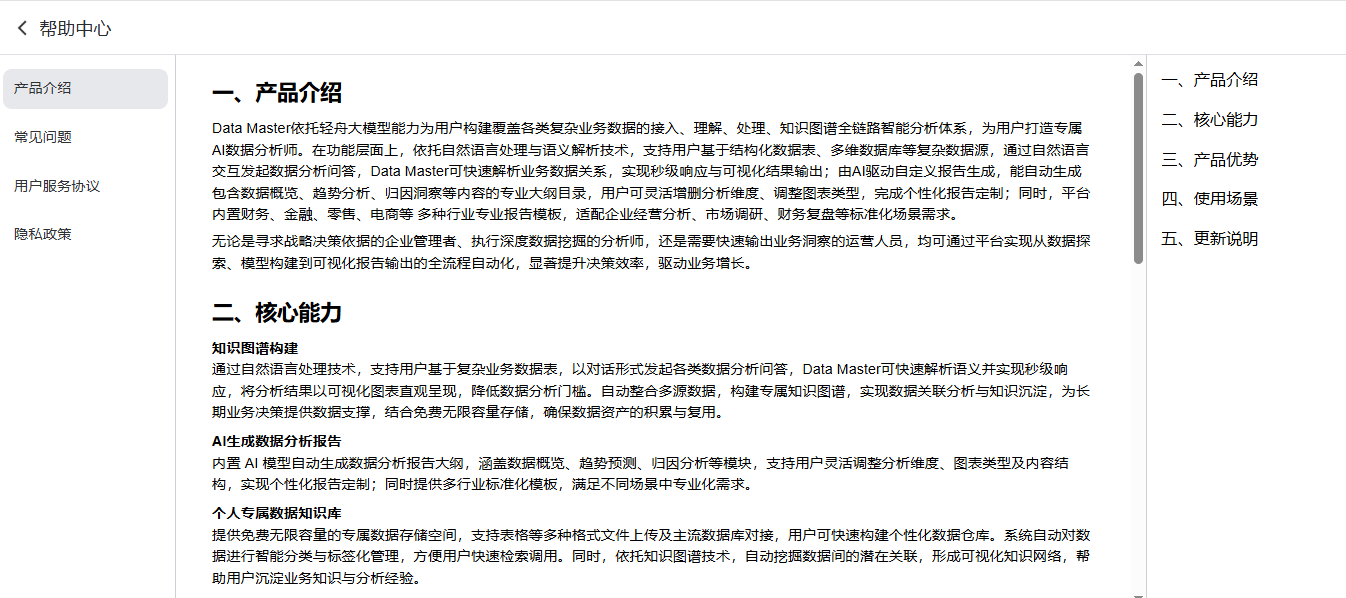 帮助中心
产品介绍
常见问题
用户服务协议
隐私政策
一、产品介绍
Data Master依托轻舟大模型能力为用户构建覆盖各类复杂业务数据的接入、理解、处理、知识图谱全链路智能分析体系，为用户打造专属
AI数据分析师。在功能层面上，依托自然语言处理与语义解析技术，支持用户基于结构化数据表、多维数据库等复杂数据源，通过自然语言
交互发起数据分析问答，Data Master可快速解析业务数据关系，实现秒级响应与可视化结果输出；由AI驱动自定义报告生成，能自动生成
包含数据概览、趋势分析、归因洞察等内容的专业大纲目录，用户可灵活增删分析维度、调整图表类型，完成个性化报告定制；同时，平台
内置财务、金融、零售、电商等 多种行业专业报告模板，适配企业经营分析、市场调研、财务复盘等标准化场景需求。
无论是寻求战略决策依据的企业管理者、执行深度数据挖掘的分析师，还是需要快速输出业务洞察的运营人员，均可通过平台实现从数据探
索、模型构建到可视化报告输出的全流程自动化，显著提升决策效率，驱动业务增长。
二、核心能力
知识图谱构建
通过自然语言处理技术，支持用户基于复杂业务数据表，以对话形式发起各类数据分析问答，Data Master可快速解析语义并实现秒级响
应，将分析结果以可视化图表直观呈现，降低数据分析门槛。自动整合多源数据，构建专属知识图谱，实现数据关联分析与知识沉淀，为长
期业务决策提供数据支撑，结合免费无限容量存储，确保数据资产的积累与复用。
AI生成数据分析报告
内置 AI 模型自动生成数据分析报告大纲，涵盖数据概览、趋势预测、归因分析等模块，支持用户灵活调整分析维度、图表类型及内容结
构，实现个性化报告定制；同时提供多行业标准化模板，满足不同场景中专业化需求。
个人专属数据知识库
提供免费无限容量的专属数据存储空间，支持表格等多种格式文件上传及主流数据库对接，用户可快速构建个性化数据仓库。系统自动对数
据进行智能分类与标签化管理，方便用户快速检索调用。同时，依托知识图谱技术，自动挖掘数据间的潜在关联，形成可视化知识网络，帮
助用户沉淀业务知识与分析经验。
一、产品介绍
二、核心能力
三、产品优势
四、使用场景
五、更新说明